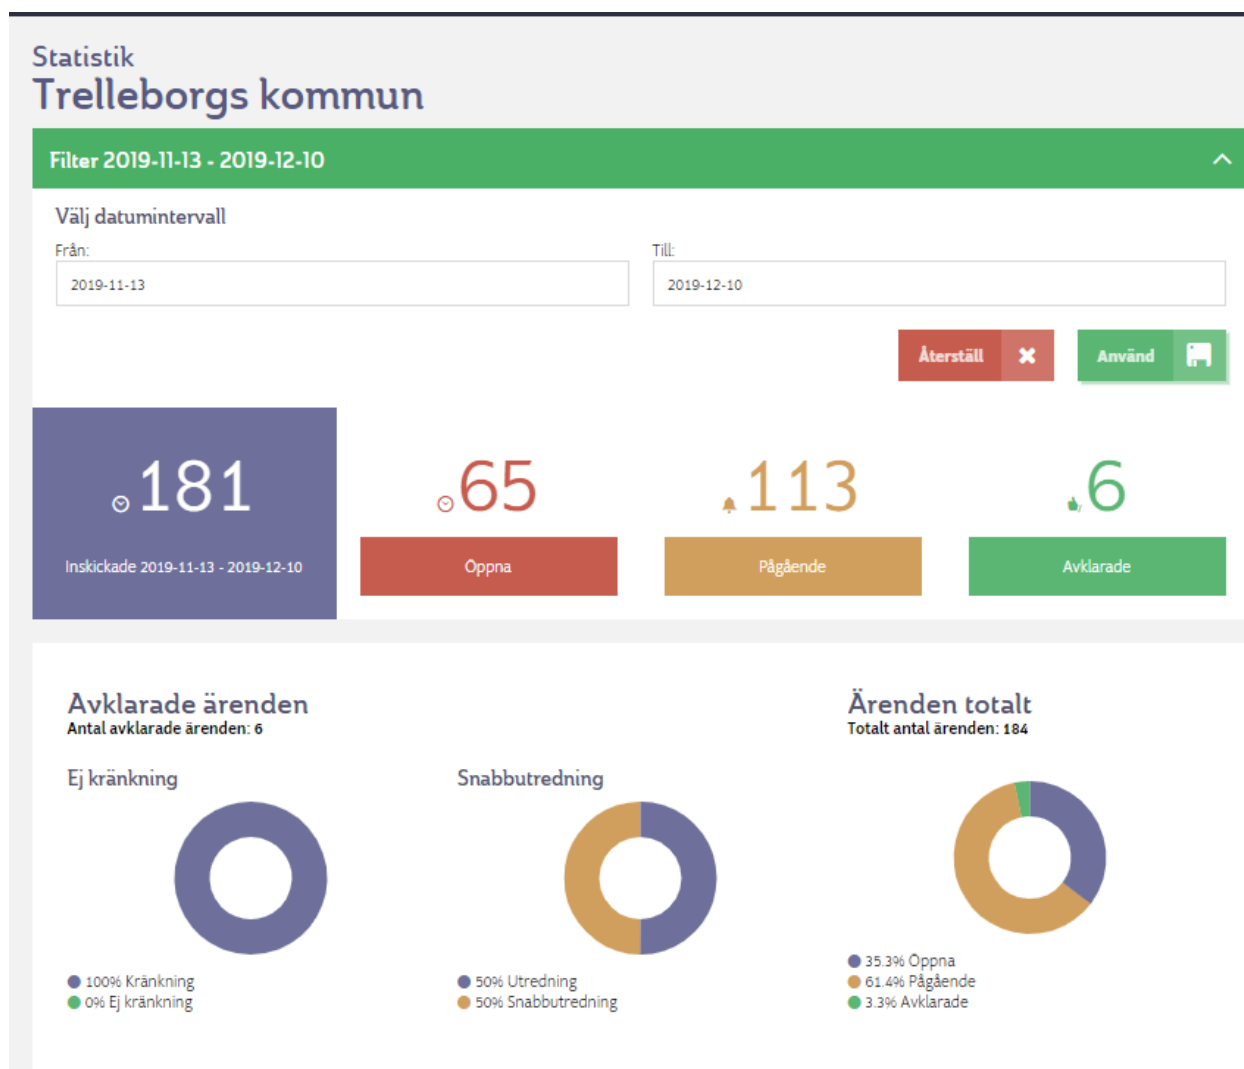 Statistik
Trelleborgs kommun
Filter 2019-11-13 - 2019-12-10
Välj datumintervall
Från:
Till:
2019-11-13
2019-12-10
Återställ
Använd
181
65
113
6
Inskickade 2019-11-13 - 2019-12-10
Öppna
Pågående
Avklarade
Avklarade ärenden
Antal avklarade ärenden: 6
Ärenden totalt
Totalt antal ärenden: 184
Ej kränkning
Snabbutredning
100% Kränkning
0% Ej kränkning
50% Utredning
50% Snabbutredning
35.3% Öppna
61.4% Pågående
3.3% Avklarade